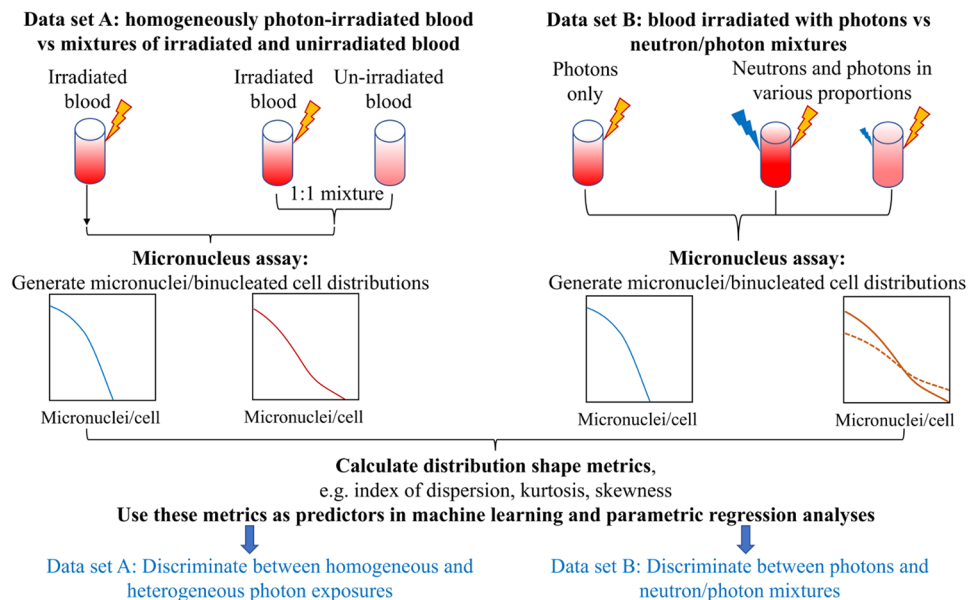 Data set A: homogeneously photon-irradiated blood
vs mixtures of irradiated and unirradiated blood
Irradiated
blood
Irradiated
blood
Un-irradiated
blood
1:1 mixture
Micronucleus assay:
Generate micronuclei/binucleated cell distributions
Micronuclei/cell
Micronuclei/cell
Data set B: blood irradiated with photons vs
neutron/photon mixtures
Photons
only
Neutrons and photons in
various proportions
Micronucleus assay:
Generate micronuclei/binucleated cell distributions
Micronuclei/cell
Micronuclei/cell
Calculate distribution shape metrics,
e.g. index of dispersion, kurtosis, skewness
Use these metrics as predictors in machine learning and parametric regression analyses
Data set A: Discriminate between homogeneous and
heterogeneous photon exposures
Data set B: Discriminate between photons and
neutron/photon mixtures